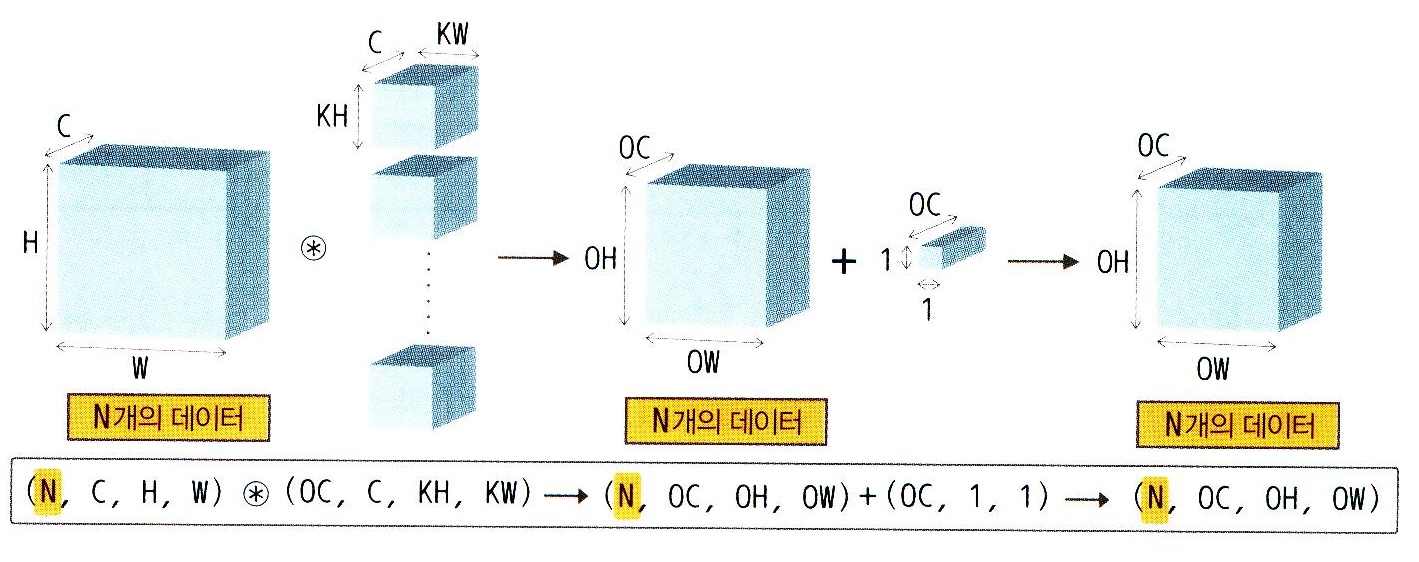 C KW
KH
C
H
W
OC
OH
OW
OC
1
1
OC
OH
OW
N개의 데이터
N개의 데이터
N개의 데이터
(N, C, H, W) ⊛ (OC, C, KH, KW) → (N, OC, OH, OW) + (OC, 1, 1) → (N, OC, OH, OW)